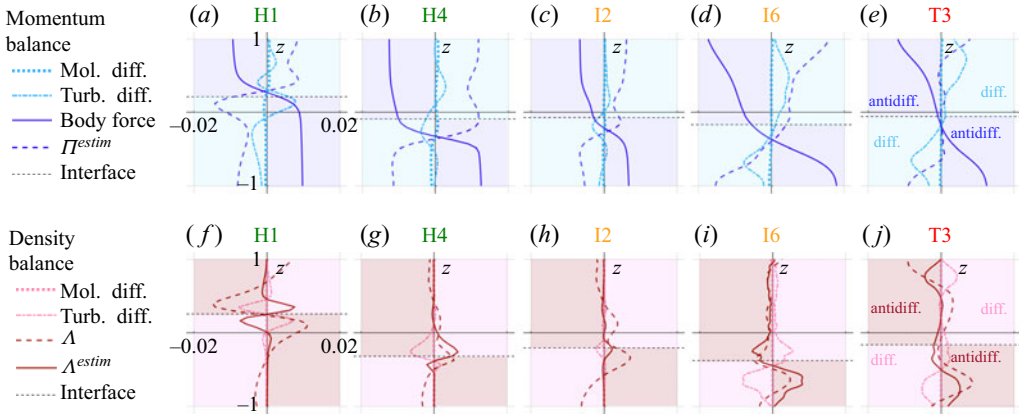 Momentum balance
Mol. diff.
Turb. diff.
Body force
Π^estim
Interface
(a) H1
1
z
−0.02
0.02
−1
(b) H4
z
(c) I2
z
(d) I6
z
(e) T3
z
antidiff.
diff.
diff.
antidiff.
Density balance
Mol. diff.
Turb. diff.
Λ
Λ^estim
Interface
(f) H1
1
z
−0.02
0.02
−1
(g) H4
z
(h) I2
z
(i) I6
z
(j) T3
z
antidiff.
diff.
diff.
antidiff.